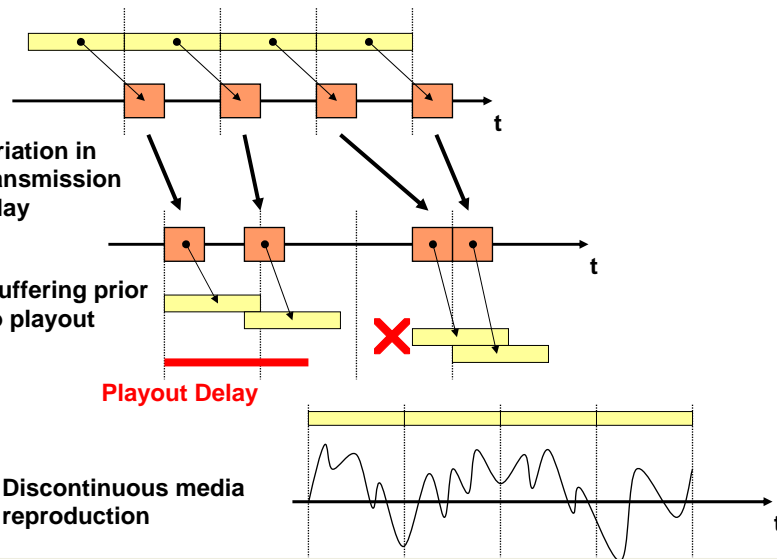 t
riation in
ansmission
lay
t
uffering prior
o playout
Playout Delay
Discontinuous media
reproduction
t